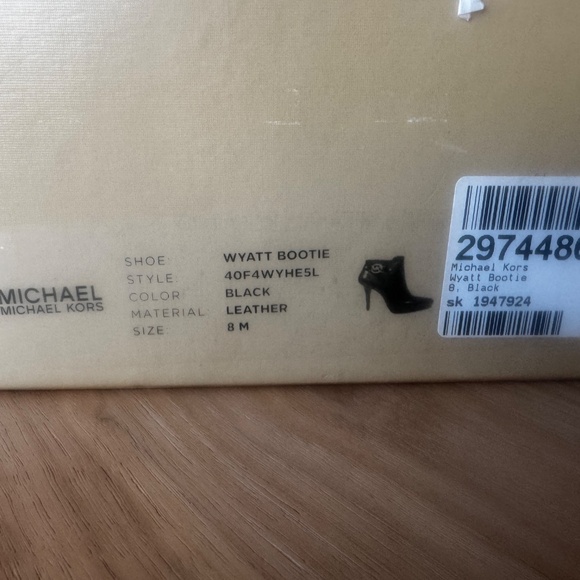 MICHAEL
MICHAEL KORS
SHOE: WYATT BOOTIE
STYLE: 40F4WYHE5L
COLOR: BLACK
MATERIAL: LEATHER
SIZE: 8 M
2974486
Michael Kors
Wyatt Bootie
8, Black
sk 1947924